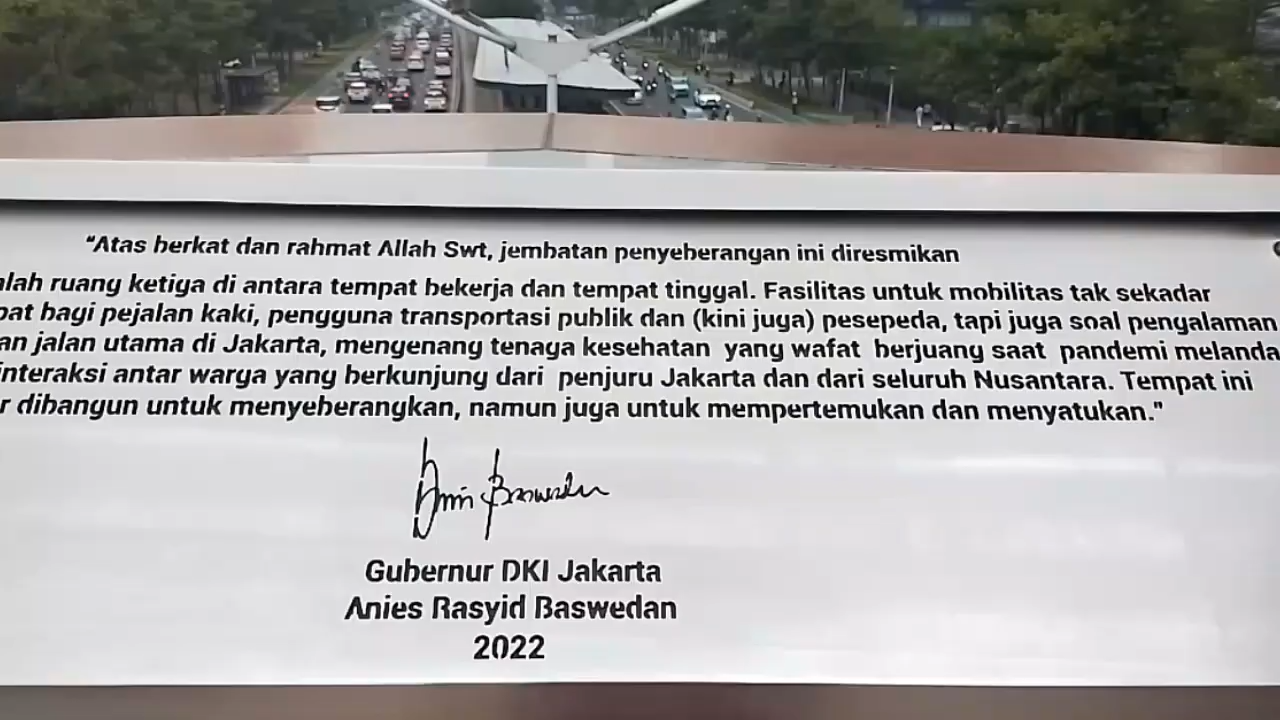 "Atas berkat dan rahmat Allah Swt, jembatan penyeberangan ini diresmikan
ruang ketiga di antara tempat bekerja dan tempat tinggal. Fasilitas untuk mobilitas tak sekadar
bagi pejalan kaki, pengguna transportasi publik dan (kini juga) pesepeda, tapi juga soal pengalaman
jalan utama di Jakarta, mengenang tenaga kesehatan yang wafat berjuang saat pandemi melanda
interaksi antar warga yang berkunjung dari penjuru Jakarta dan dari seluruh Nusantara. Tempat ini
dibangun untuk menyeberangkan, namun juga untuk mempertemukan dan menyatukan."
Anies Baswedan
Gubernur DKI Jakarta
Anies Rasyid Baswedan
2022